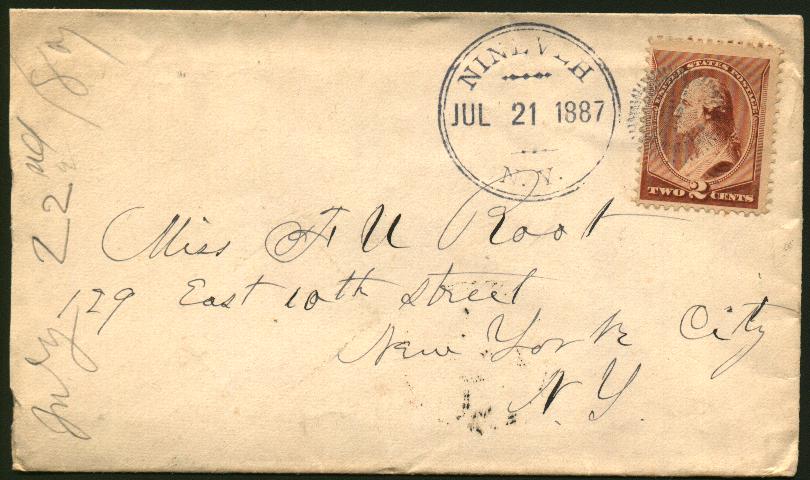 NINEVEH
JUL 21 1887
N.Y.
UNITED STATES POSTAGE
TWO 2 CENTS
Miss F U Root
129 East 10th street
New York City
N Y.
July 22nd /87